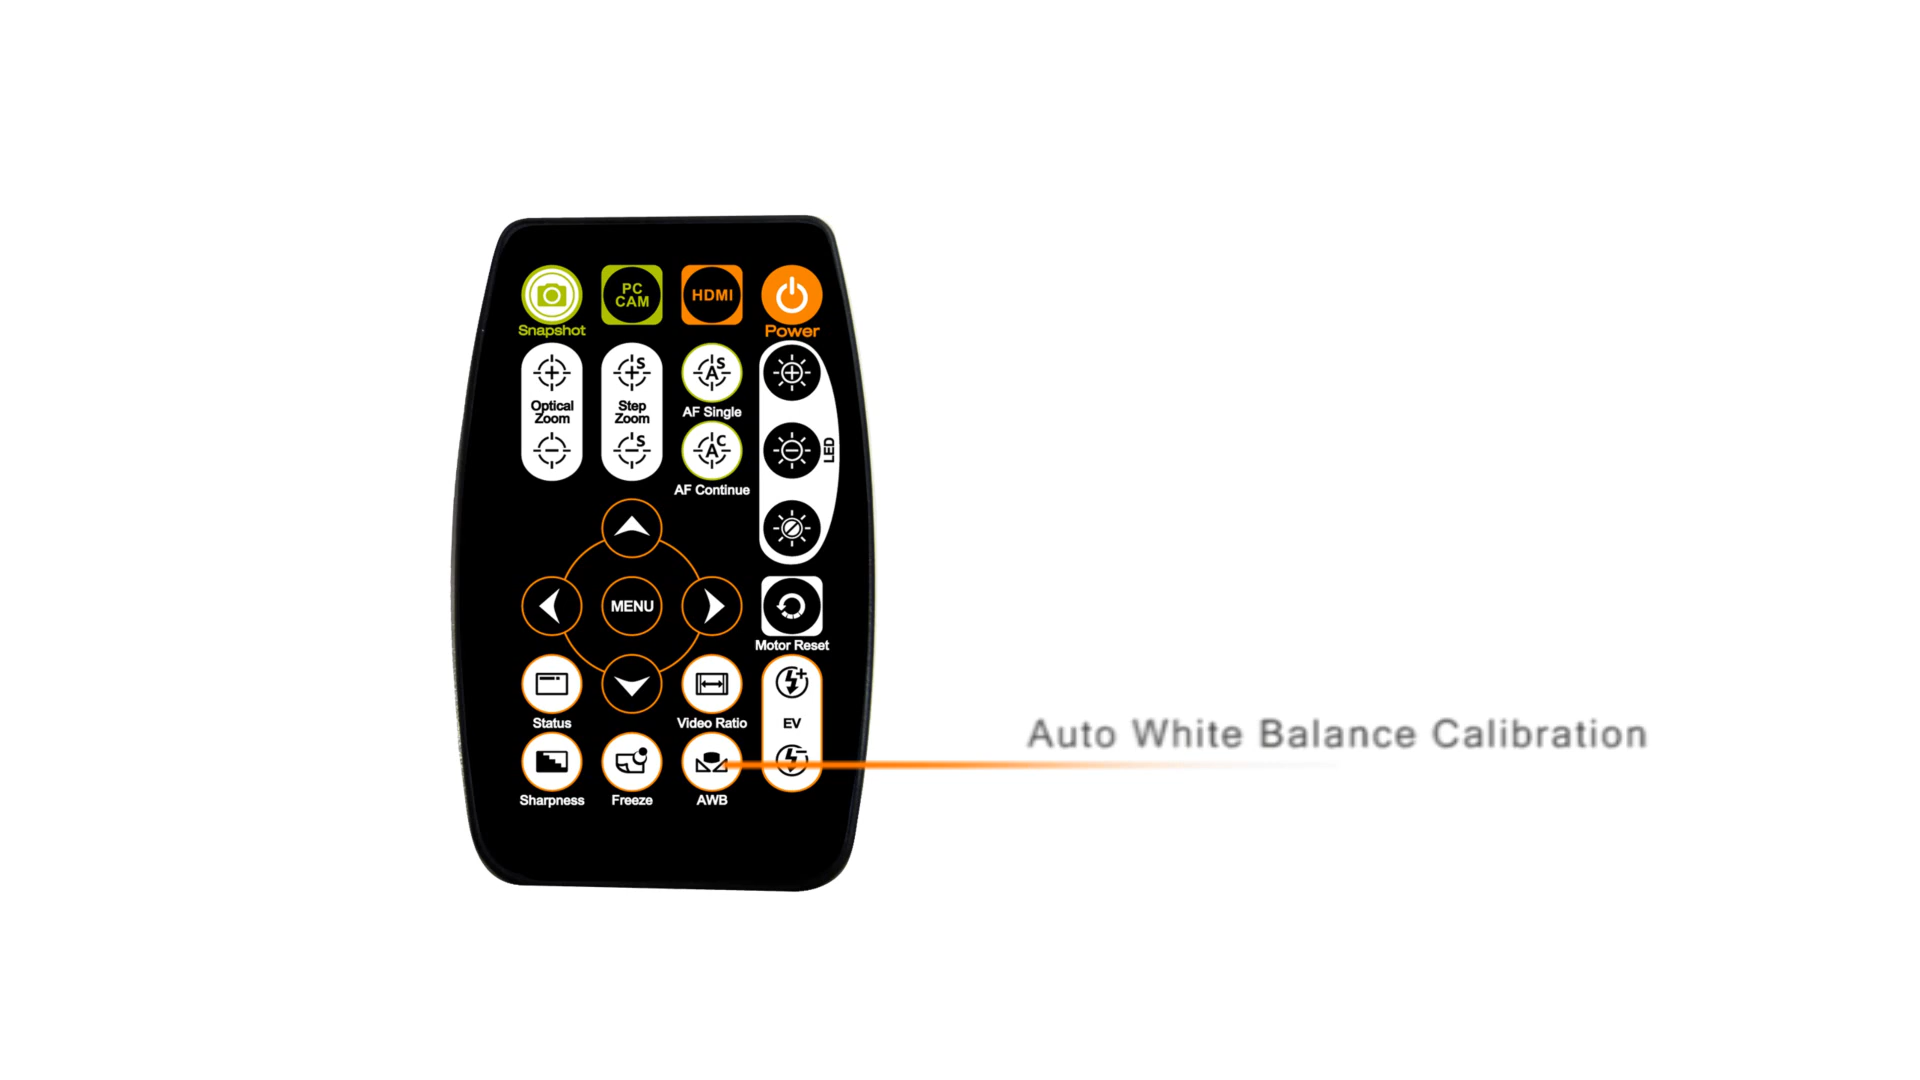 PC
CAM
HDMI
Snapshot
Power
S
S
A
Optical
Zoom
Step
Zoom
AF Single
S
C
A
LED
AF Continue
MENU
Motor Reset
Status
Video Ratio
EV
Auto White Balance Calibration
Sharpness
Freeze
AWB